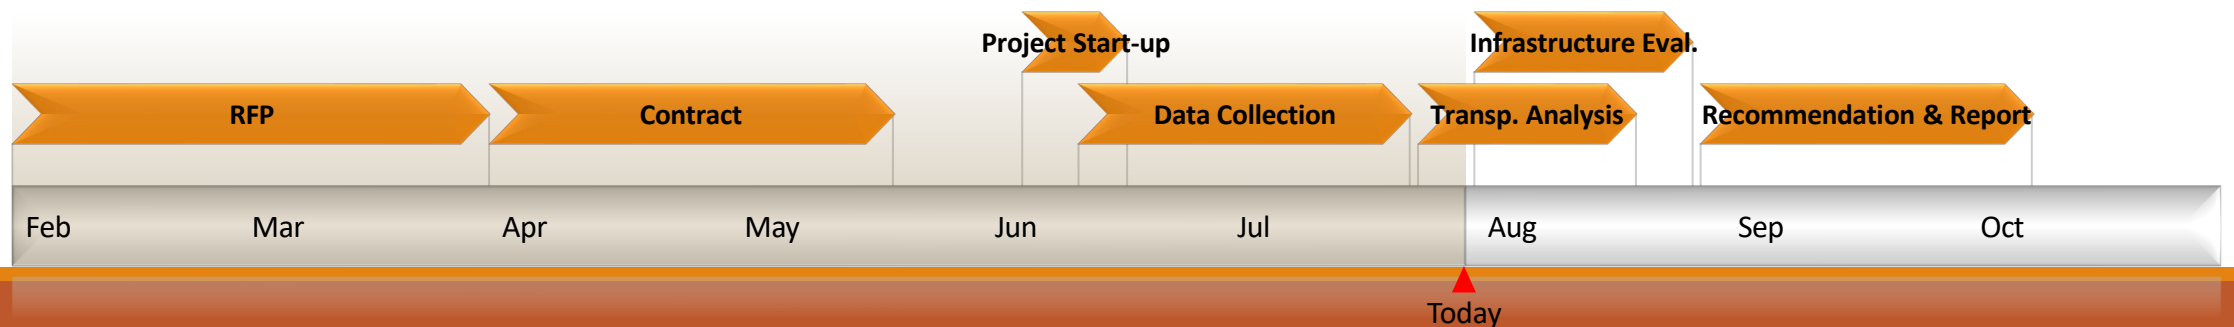 Project Start-up
Infrastructure Eval.
RFP
Contract
Data Collection
Transp. Analysis
Recommendation & Report
Feb
Mar
Apr
May
Jun
Jul
Aug
Sep
Oct
Today